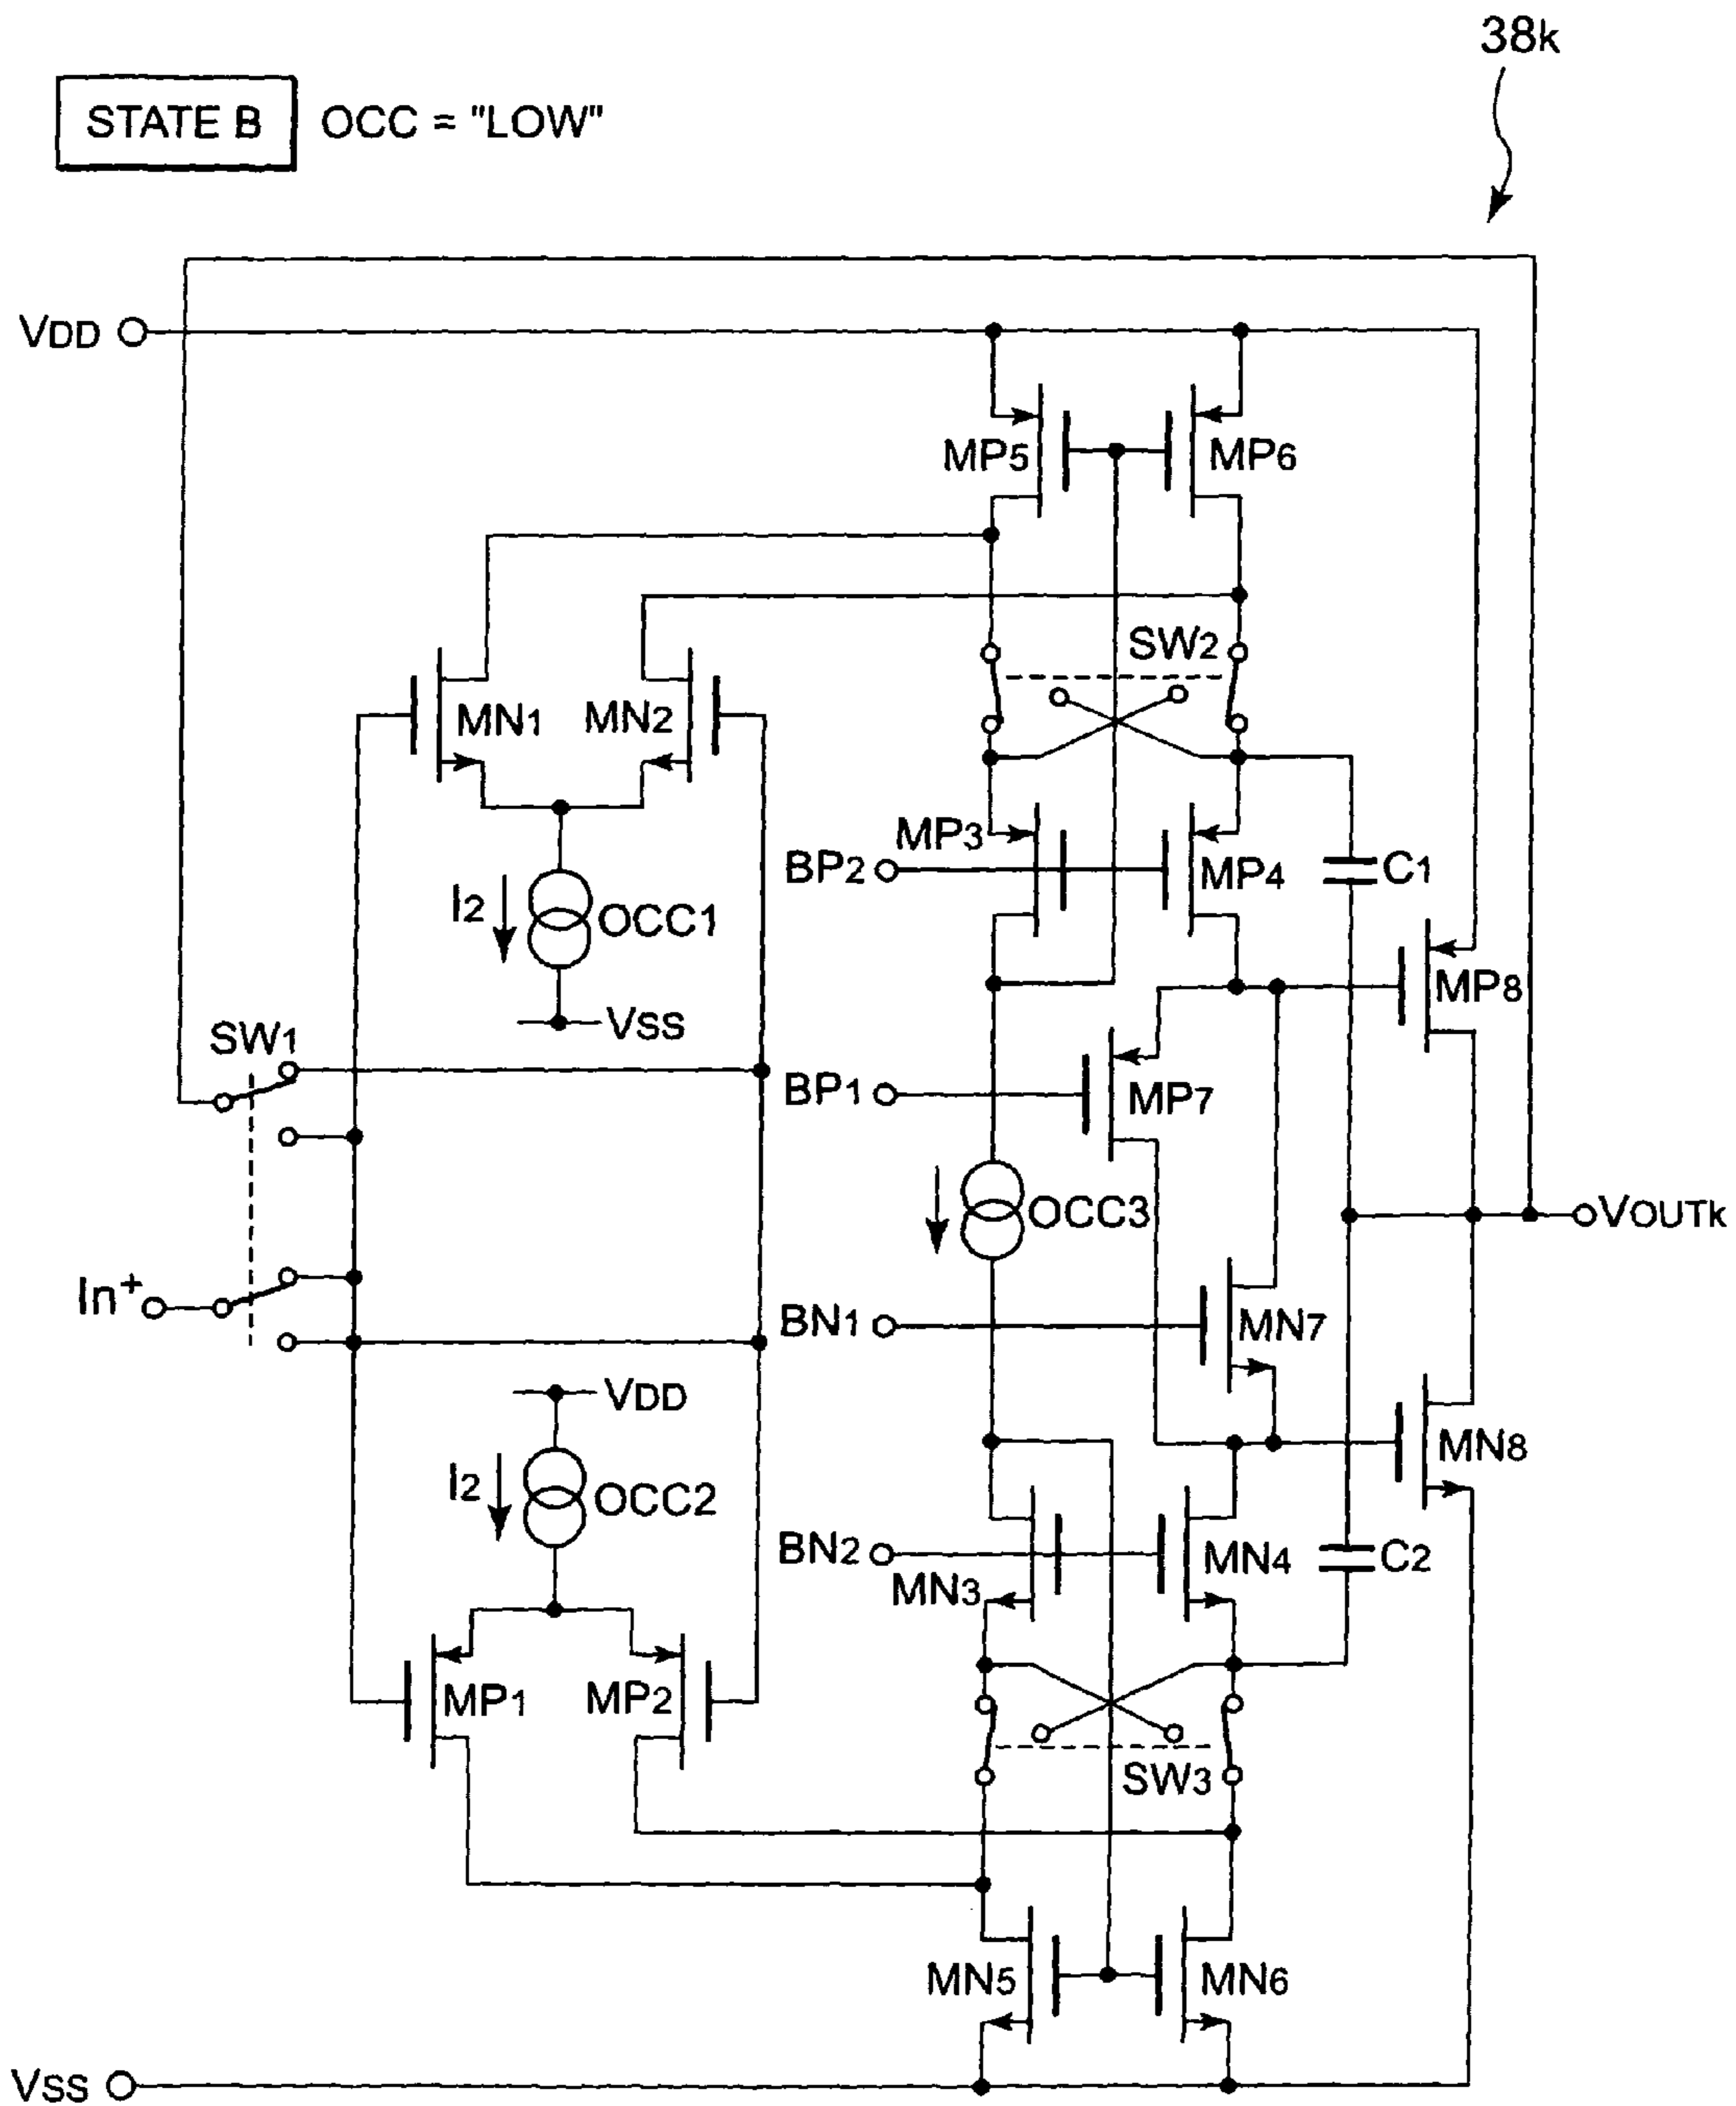 38k
STATE B OCC = "LOW"
VDD
MP5 MP6
SW2
MN1 MN2
MP3
BP2 MP4 C1
I2 OCC1
MP8
VSS
SW1
BP1 MP7
OCC3 VOUTk
In+
BN1 MN7
VDD
MN8
I2 OCC2
BN2 MN4 C2
MN3
MP1 MP2
SW3
MN5 MN6
VSS